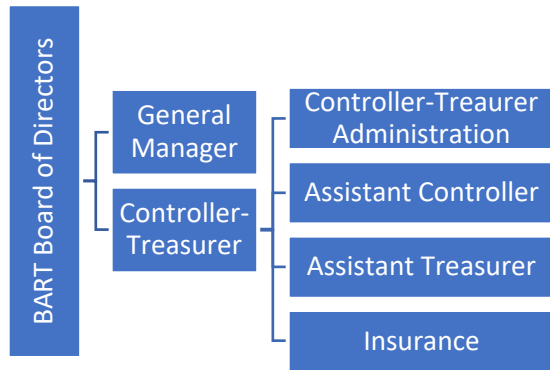 BART Board of Directors
General
Manager
Controller-
Treasurer
Controller-Treaurer
Administration
Assistant Controller
Assistant Treasurer
Insurance